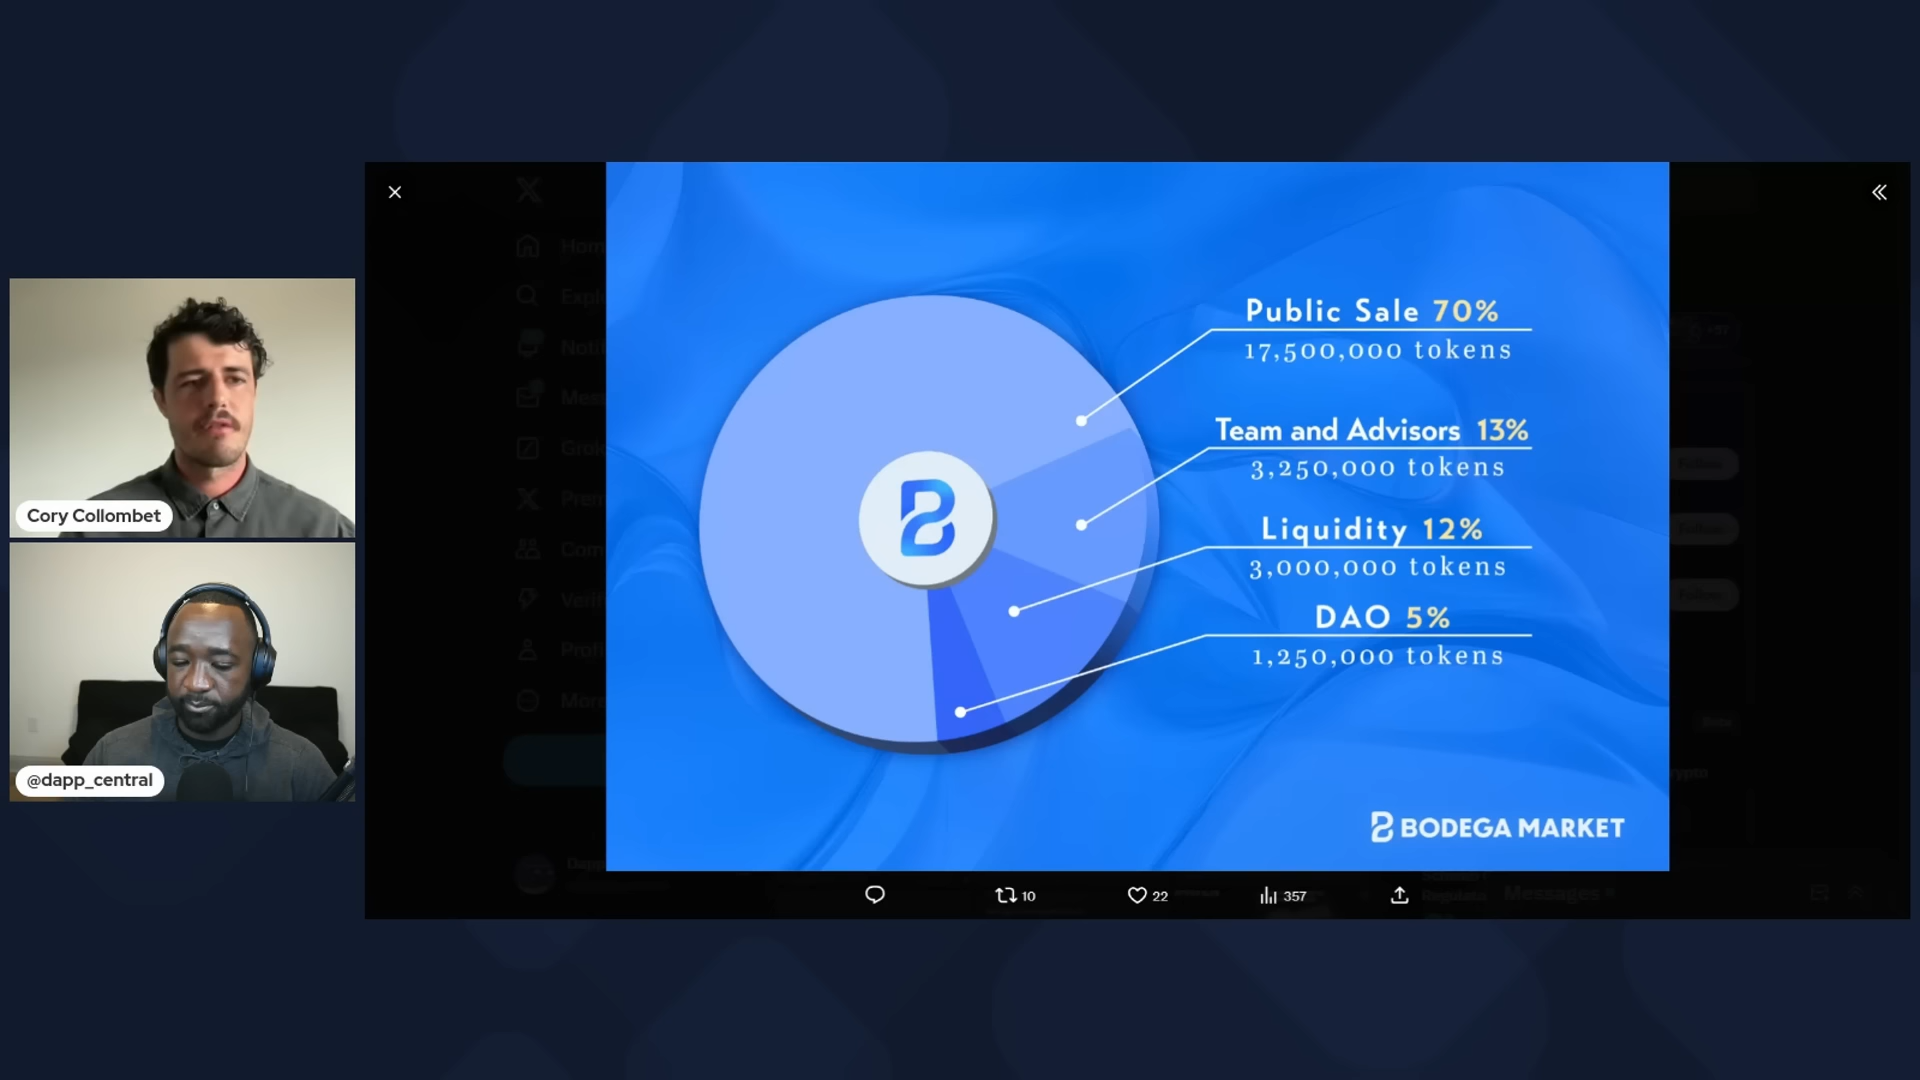 Public Sale 70%
17,500,000 tokens
Team and Advisors 13%
3,250,000 tokens
Liquidity 12%
3,000,000 tokens
DAO 5%
1,250,000 tokens
BODEGA MARKET
Cory Collombet
@dapp_central
10
22
357
Messages